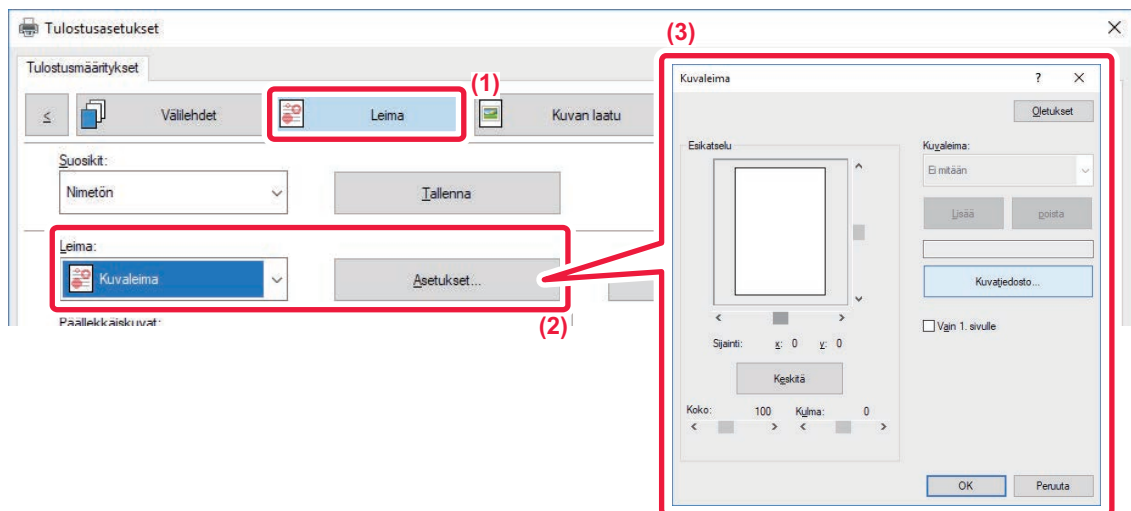 Tulostusasetukset
Tulostusmääritykset
(1)
≤
Välilehdet
Leima
Kuvan laatu
Suosikit:
Nimetön
Tallenna
Leima:
Kuvaleima
Asetukset...
(2)
Päällekkäiskuvat:
(3)
Kuvaleima
?
Oletukset
Esikatselu
Kuvaleima:
Ei mitään
Lisää
poista
Kuvatiedosto...
Vain 1. sivulle
Sijainti: x: 0 y: 0
Keskitä
Koko: 100 Kulma: 0
OK
Peruuta